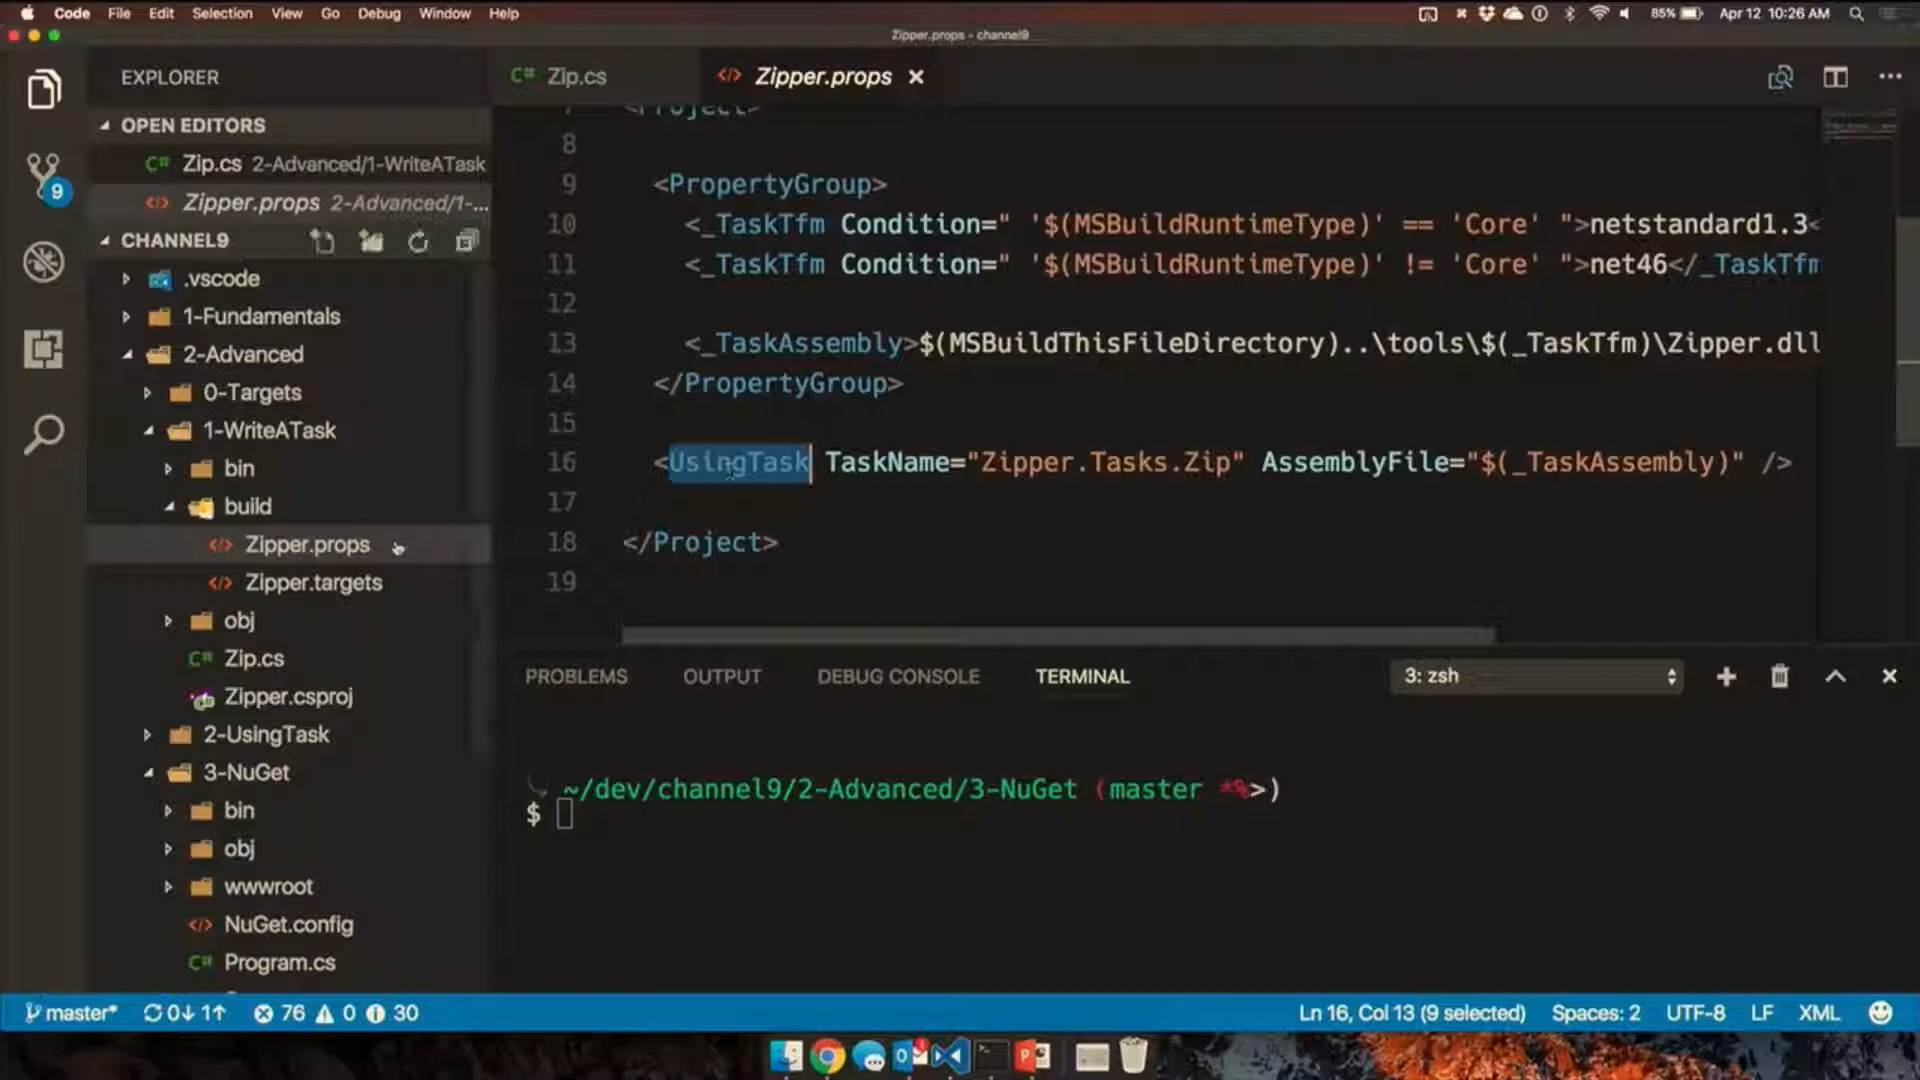 Code File Edit Selection View Go Debug Window Help
85% Apr 12 10:26 AM
Zipper.props - channel9
EXPLORER
OPEN EDITORS
C# Zip.cs 2-Advanced/1-WriteATask
</> Zipper.props 2-Advanced/1-...
CHANNEL9
.vscode
1-Fundamentals
2-Advanced
0-Targets
1-WriteATask
bin
build
</> Zipper.props
</> Zipper.targets
obj
C# Zip.cs
Zipper.csproj
2-UsingTask
3-NuGet
bin
obj
wwwroot
</> NuGet.config
C# Program.cs
9
C# Zip.cs
</> Zipper.props
7 <Project>
8
9 <PropertyGroup>
10 <_TaskTfm Condition=" '$(MSBuildRuntimeType)' == 'Core' ">netstandard1.3<
11 <_TaskTfm Condition=" '$(MSBuildRuntimeType)' != 'Core' ">net46</_TaskTfm
12
13 <_TaskAssembly>$(MSBuildThisFileDirectory)..\tools\$(_TaskTfm)\Zipper.dll
14 </PropertyGroup>
15
16 <UsingTask TaskName="Zipper.Tasks.Zip" AssemblyFile="$(_TaskAssembly)" />
17
18 </Project>
19
PROBLEMS OUTPUT DEBUG CONSOLE TERMINAL 3: zsh
~/dev/channel9/2-Advanced/3-NuGet (master *%>)
$
master* 0↓ 1↑ 76 0 30
Ln 16, Col 13 (9 selected) Spaces: 2 UTF-8 LF XML